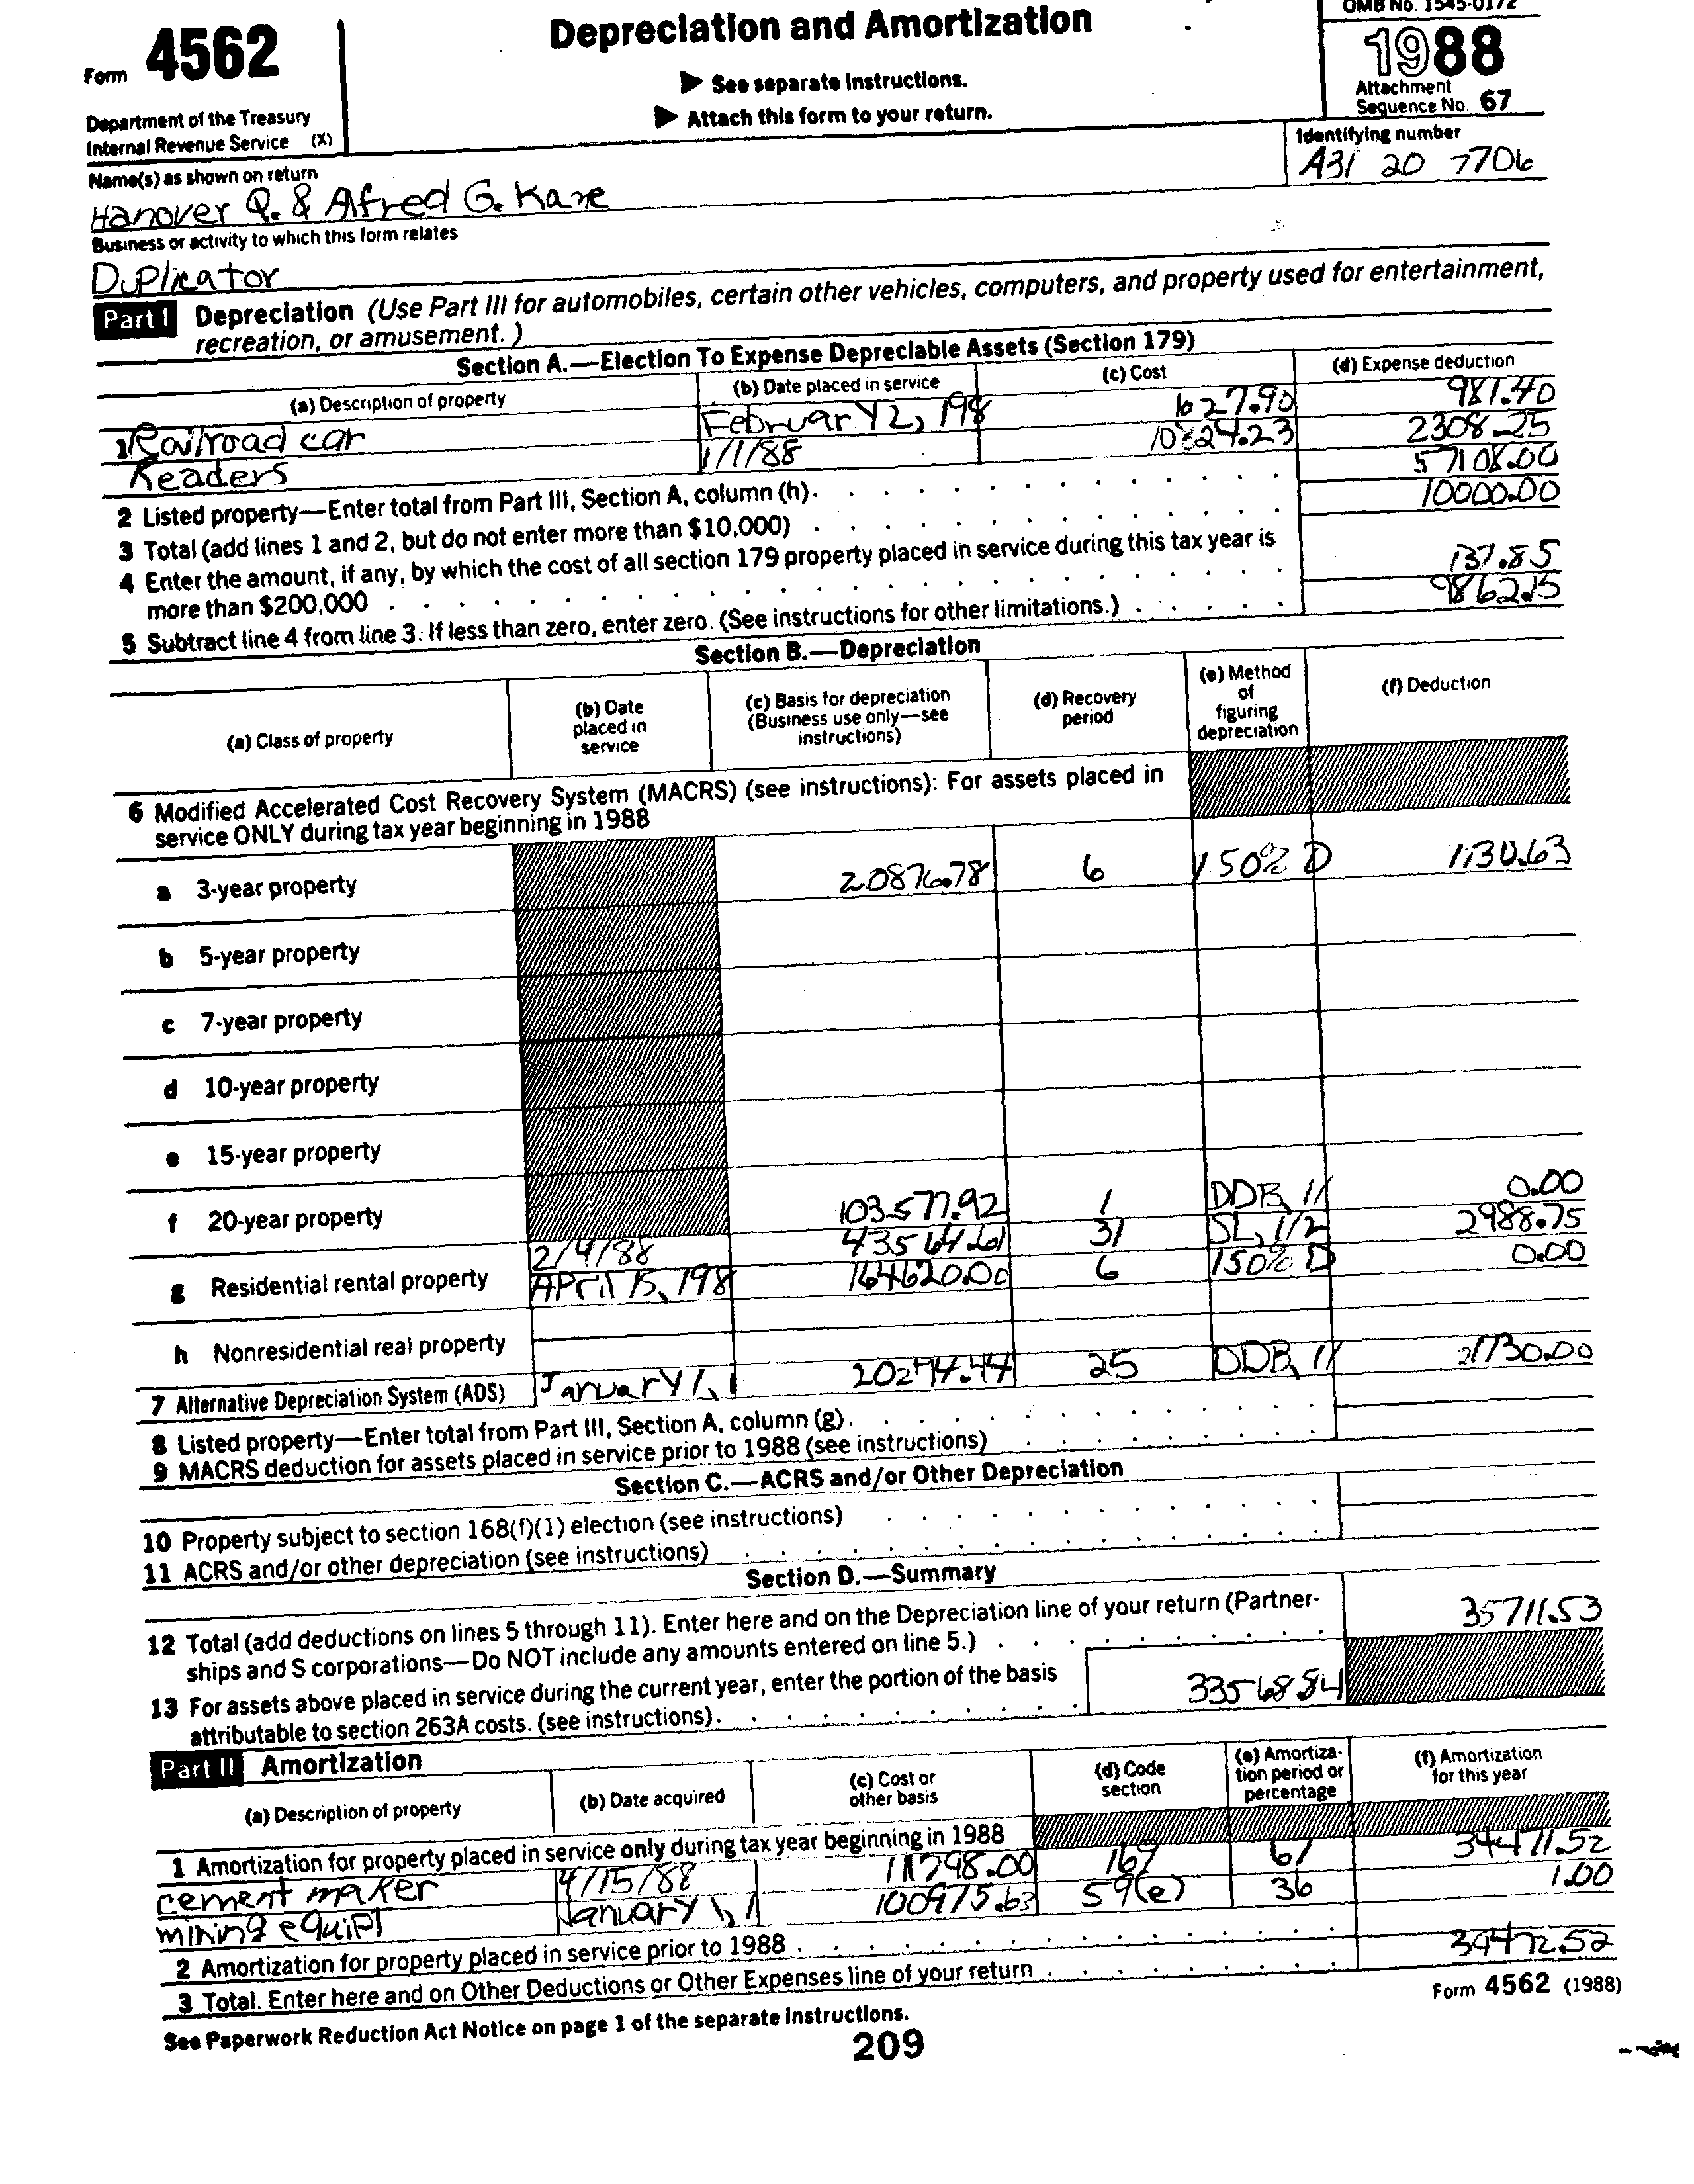 OMB No. 1545-0172
Form 4562
Depreciation and Amortization
1988
▶ See separate Instructions.
▶ Attach this form to your return.
Attachment
Sequence No. 67
Department of the Treasury
Internal Revenue Service (X)
Identifying number
A31 20 7706
Name(s) as shown on return
Hanover Q. & Alfred G. Kane
Business or activity to which this form relates
Duplicator
Part I Depreciation (Use Part III for automobiles, certain other vehicles, computers, and property used for entertainment,
recreation, or amusement.)
Section A.—Election To Expense Depreciable Assets (Section 179)
(a) Description of property (b) Date placed in service (c) Cost (d) Expense deduction
1 Railroad car February 2, 198 1627.90 981.40
Readers 1/1/88 10824.23 2308.25
2 Listed property—Enter total from Part III, Section A, column (h). 57108.00
3 Total (add lines 1 and 2, but do not enter more than $10,000) 10000.00
4 Enter the amount, if any, by which the cost of all section 179 property placed in service during this tax year is
more than $200,000 137.85
5 Subtract line 4 from line 3. If less than zero, enter zero. (See instructions for other limitations.) 9862.15
Section B.—Depreciation
(a) Class of property (b) Date placed in service (c) Basis for depreciation (Business use only—see instructions) (d) Recovery period (e) Method of figuring depreciation (f) Deduction
6 Modified Accelerated Cost Recovery System (MACRS) (see instructions): For assets placed in
service ONLY during tax year beginning in 1988
a 3-year property 20876.78 6 150% D 1130.63
b 5-year property
c 7-year property
d 10-year property
e 15-year property
f 20-year property 103577.92 1 DDB, 1/ 0.00
2/4/88 43564.61 31 SL, 1/2 2988.75
g Residential rental property April 15, 198 164620.00 6 150% D 0.00
h Nonresidential real property
7 Alternative Depreciation System (ADS) January 1, 1 20274.44 25 DDB, 1/ 21730.00
8 Listed property—Enter total from Part III, Section A, column (g).
9 MACRS deduction for assets placed in service prior to 1988 (see instructions)
Section C.—ACRS and/or Other Depreciation
10 Property subject to section 168(f)(1) election (see instructions)
11 ACRS and/or other depreciation (see instructions)
Section D.—Summary
12 Total (add deductions on lines 5 through 11). Enter here and on the Depreciation line of your return (Partner-
ships and S corporations—Do NOT include any amounts entered on line 5.) 35711.53
13 For assets above placed in service during the current year, enter the portion of the basis
attributable to section 263A costs. (see instructions). 33568.84
Part II Amortization
(a) Description of property (b) Date acquired (c) Cost or other basis (d) Code section (e) Amortiza-tion period or percentage (f) Amortization for this year
1 Amortization for property placed in service only during tax year beginning in 1988
cement maker 4/15/88 111798.00 169 67 34471.52
mining equipt January 1, 1 100975.63 59(e) 36 1.00
2 Amortization for property placed in service prior to 1988
3 Total. Enter here and on Other Deductions or Other Expenses line of your return 34472.52
See Paperwork Reduction Act Notice on page 1 of the separate Instructions.
Form 4562 (1988)
209